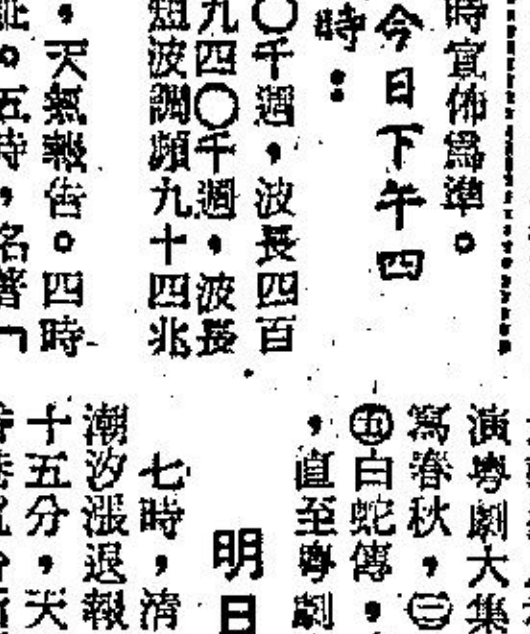 時宣佈爲準。
今日下午四
時：
〇千週，波長四百
九四〇千週，波長
短波調頻九十四兆
，天氣報告。四時
。五時，名著「
演粵劇大集
寫春秋，㊂
㊄白蛇傳，
，直至粵劇
明日
七時，清
潮汐漲退報
十五分，天